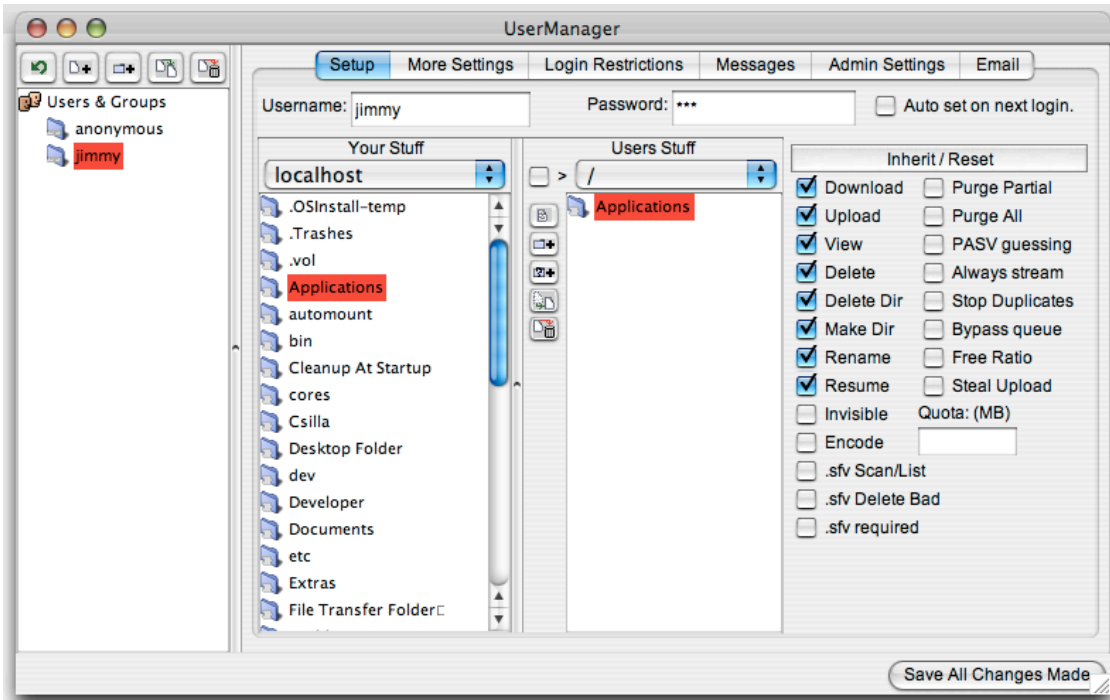 UserManager
Setup More Settings Login Restrictions Messages Admin Settings Email
Users & Groups
anonymous
jimmy
Username: jimmy Password: *** Auto set on next login.
Your Stuff
localhost
.OSInstall-temp
.Trashes
.vol
Applications
automount
bin
Cleanup At Startup
cores
Csilla
Desktop Folder
dev
Developer
Documents
etc
Extras
File Transfer Folder
>
Users Stuff
/
Applications
Inherit / Reset
Download Purge Partial
Upload Purge All
View PASV guessing
Delete Always stream
Delete Dir Stop Duplicates
Make Dir Bypass queue
Rename Free Ratio
Resume Steal Upload
Invisible Quota: (MB)
Encode
.sfv Scan/List
.sfv Delete Bad
.sfv required
Save All Changes Made